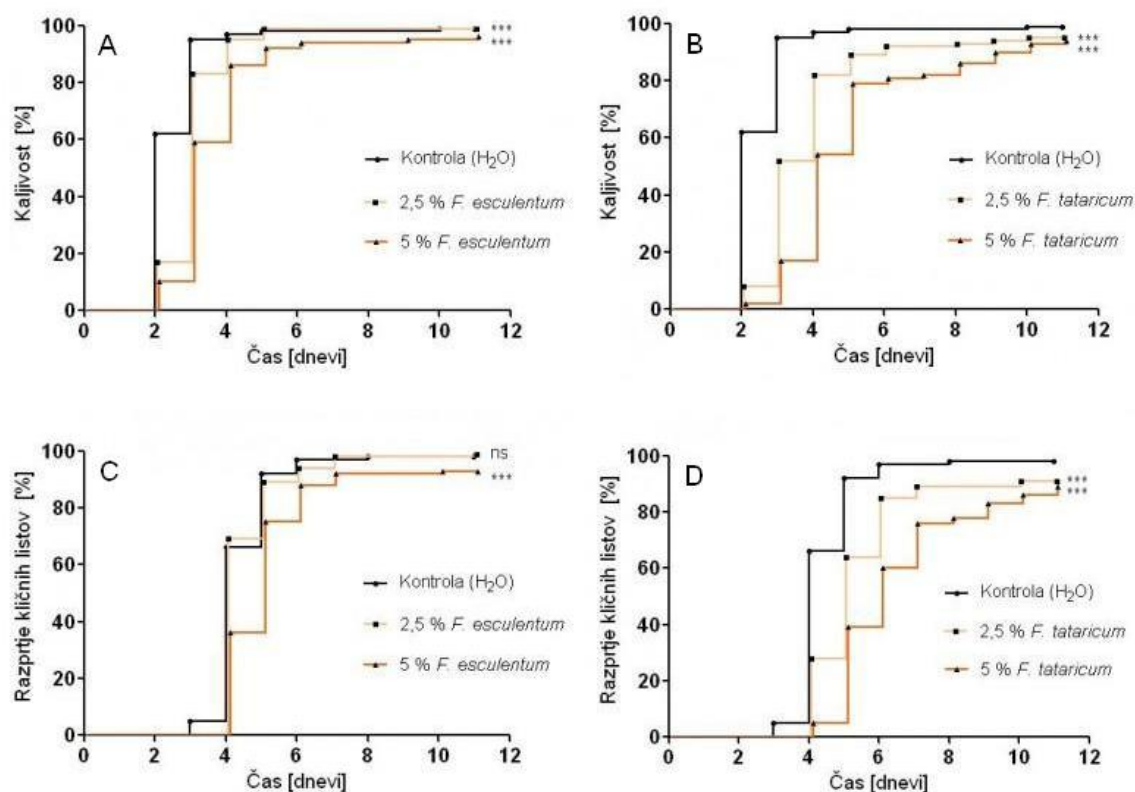 A
100
80
60
40
20
0
Kaljivost [%]
***
***
Kontrola (H₂O)
2,5 % F. esculentum
5 % F. esculentum
0 2 4 6 8 10 12
Čas [dnevi]
B
100
80
60
40
20
0
Kaljivost [%]
***
***
Kontrola (H₂O)
2,5 % F. tataricum
5 % F. tataricum
0 2 4 6 8 10 12
Čas [dnevi]
C
100
80
60
40
20
0
Razprtje kličnih listov [%]
ns
***
Kontrola (H₂O)
2,5 % F. esculentum
5 % F. esculentum
0 2 4 6 8 10 12
Čas [dnevi]
D
100
80
60
40
20
0
Razprtje kličnih listov [%]
***
***
Kontrola (H₂O)
2,5 % F. tataricum
5 % F. tataricum
0 2 4 6 8 10 12
Čas [dnevi]